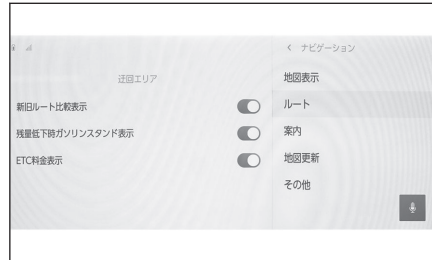 迂回エリア
新旧ルート比較表示
残量低下時ガソリンスタンド表示
ETC料金表示
ナビゲーション
地図表示
ルート
案内
地図更新
その他